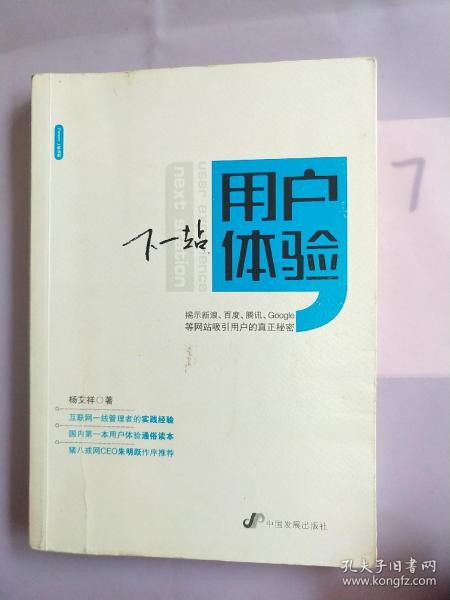 用户
体验
下一站
user experience
next station
揭示新浪、百度、腾讯、Google
等网站吸引用户的真正秘密
杨艾祥○著
互联网一线管理者的实践经验
国内第一本用户体验通俗读本
猪八戒网CEO朱明跃作序推荐
中国发展出版社
7
孔夫子旧书网
www.kongfz.com